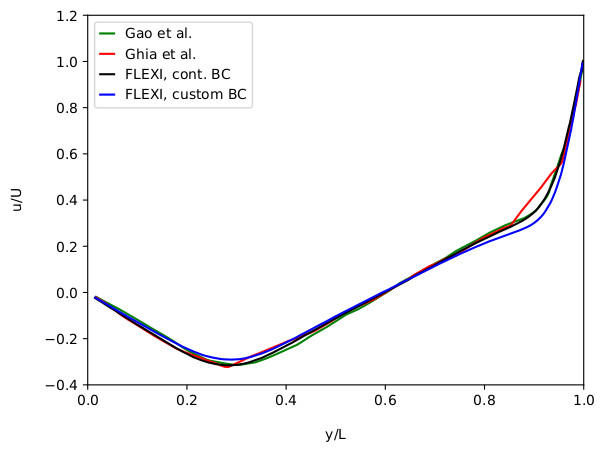 1.2
1.0
0.8
0.6
0.4
0.2
0.0
−0.2
−0.4
u/U
Gao et al.
Ghia et al.
FLEXI, cont. BC
FLEXI, custom BC
0.0 0.2 0.4 0.6 0.8 1.0
y/L